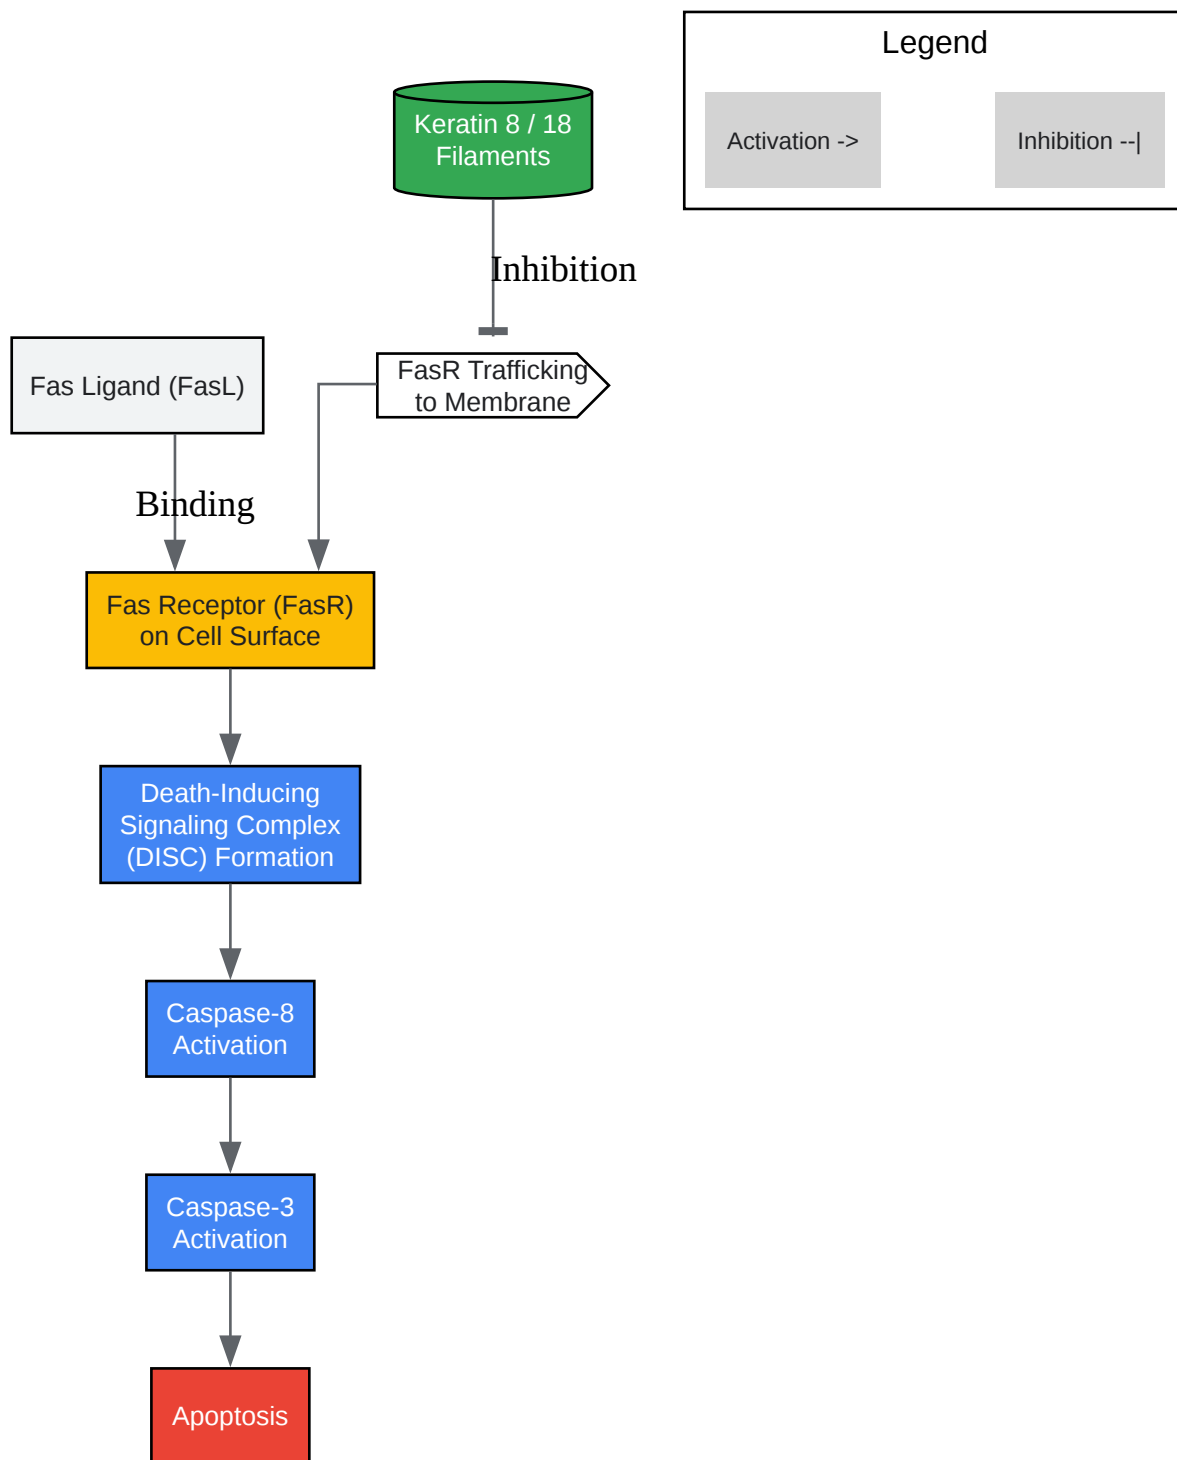 Legend
Activation ->
Inhibition --|
Keratin 8 / 18
Filaments
Inhibition
Fas Ligand (FasL)
FasR Trafficking
to Membrane
Binding
Fas Receptor (FasR)
on Cell Surface
Death-Inducing
Signaling Complex
(DISC) Formation
Caspase-8
Activation
Caspase-3
Activation
Apoptosis